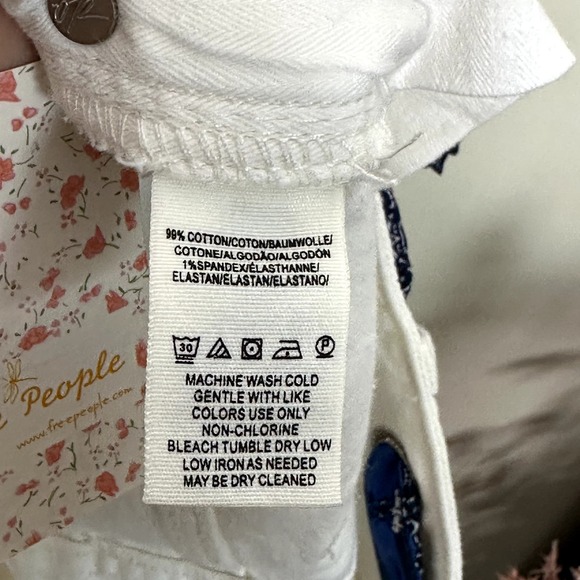 99% COTTON/COTON/BAUMWOLLE/
COTONE/ALGODÃO/ALGODÓN
1%SPANDEX/ÉLASTHANNE/
ELASTAN/ELASTAN/ELASTANO/
30 P
MACHINE WASH COLD
GENTLE WITH LIKE
COLORS USE ONLY
NON-CHLORINE
BLEACH TUMBLE DRY LOW
LOW IRON AS NEEDED
MAY BE DRY CLEANED
People
www.freepeople.com